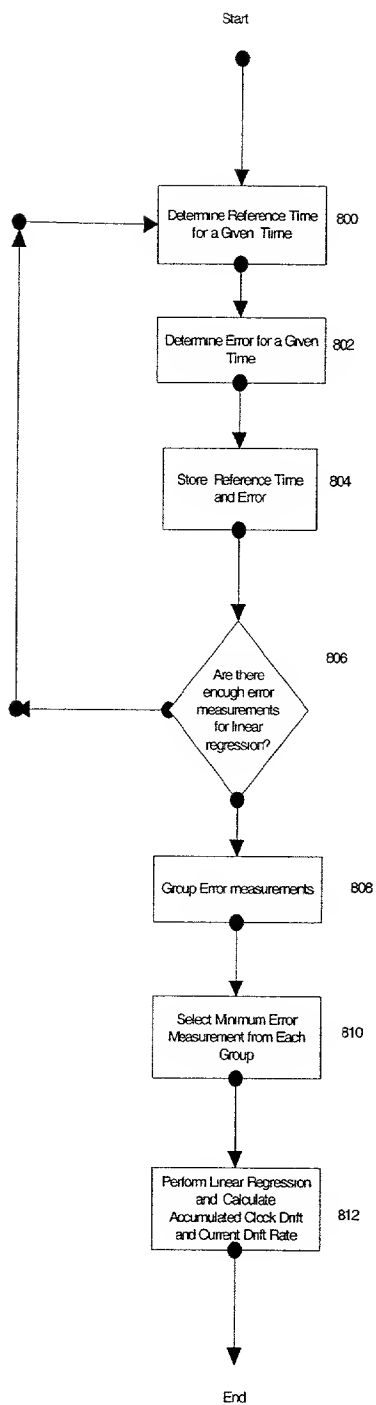 Start
Determine Reference Time
for a Given Time
800
Determine Error for a Given
Time
802
Store Reference Time
and Error
804
806
Are there
enough error
measurements
for linear
regression?
Group Error measurements
808
Select Minimum Error
Measurement from Each
Group
810
Perform Linear Regression
and Calculate
Accumulated Clock Drift
and Current Drift Rate
812
End